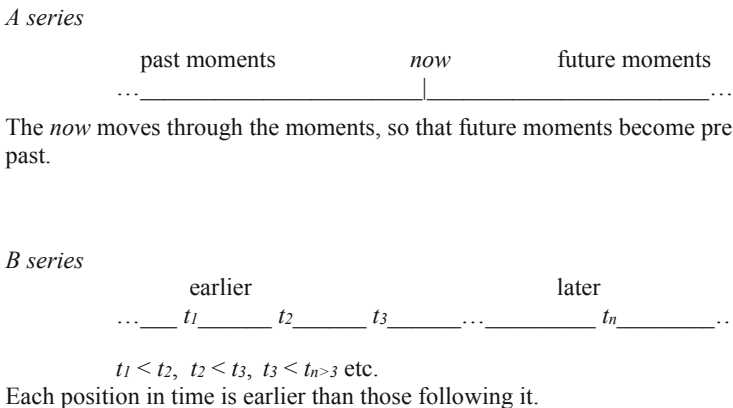 A series
past moments now future moments
…_______________________|_______________________…
The now moves through the moments, so that future moments become pre
past.
B series
earlier later
…___ t1______ t2______ t3______…_________ tn________..
t1 < t2, t2 < t3, t3 < tn>3 etc.
Each position in time is earlier than those following it.